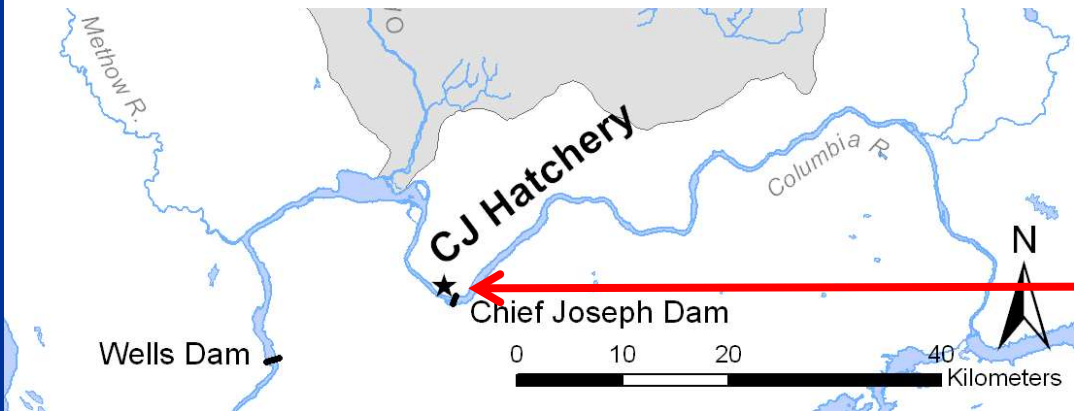 Methow R.
O
CJ Hatchery
Columbia R.
N
Chief Joseph Dam
Wells Dam
0 10 20 40
Kilometers